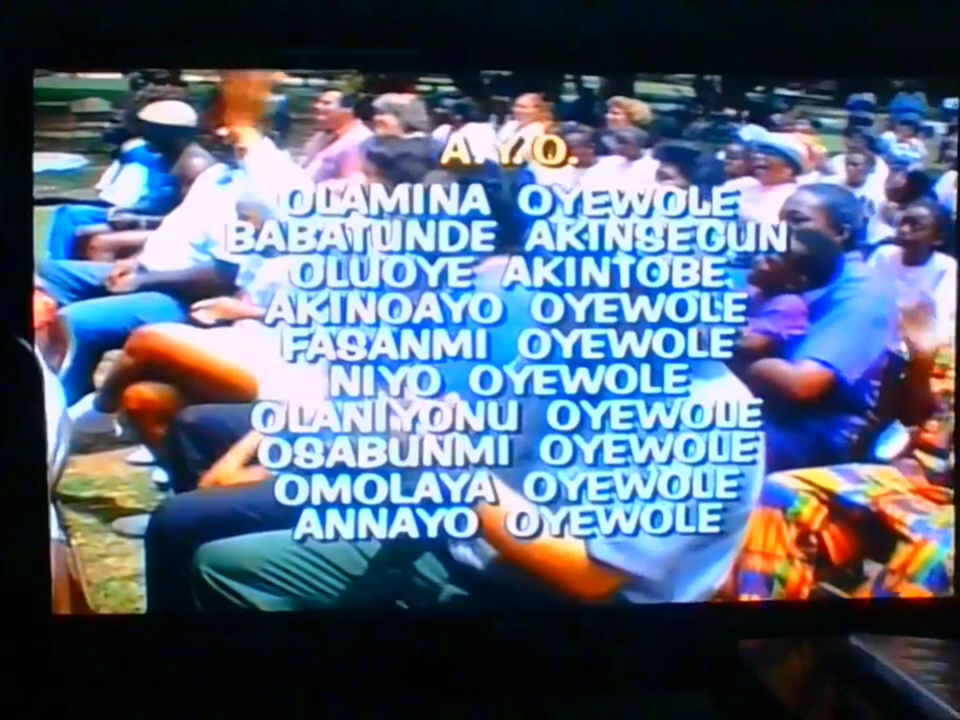 A.Y.O.
OLAMINA OYEWOLE
BABATUNDE AKINSEGUN
OLUOYE AKINTOBE
AKINOAYO OYEWOLE
FASANMI OYEWOLE
NIYO OYEWOLE
OLANIYONU OYEWOLE
OSABUNMI OYEWOLE
OMOLAYA OYEWOLE
ANNAYO OYEWOLE